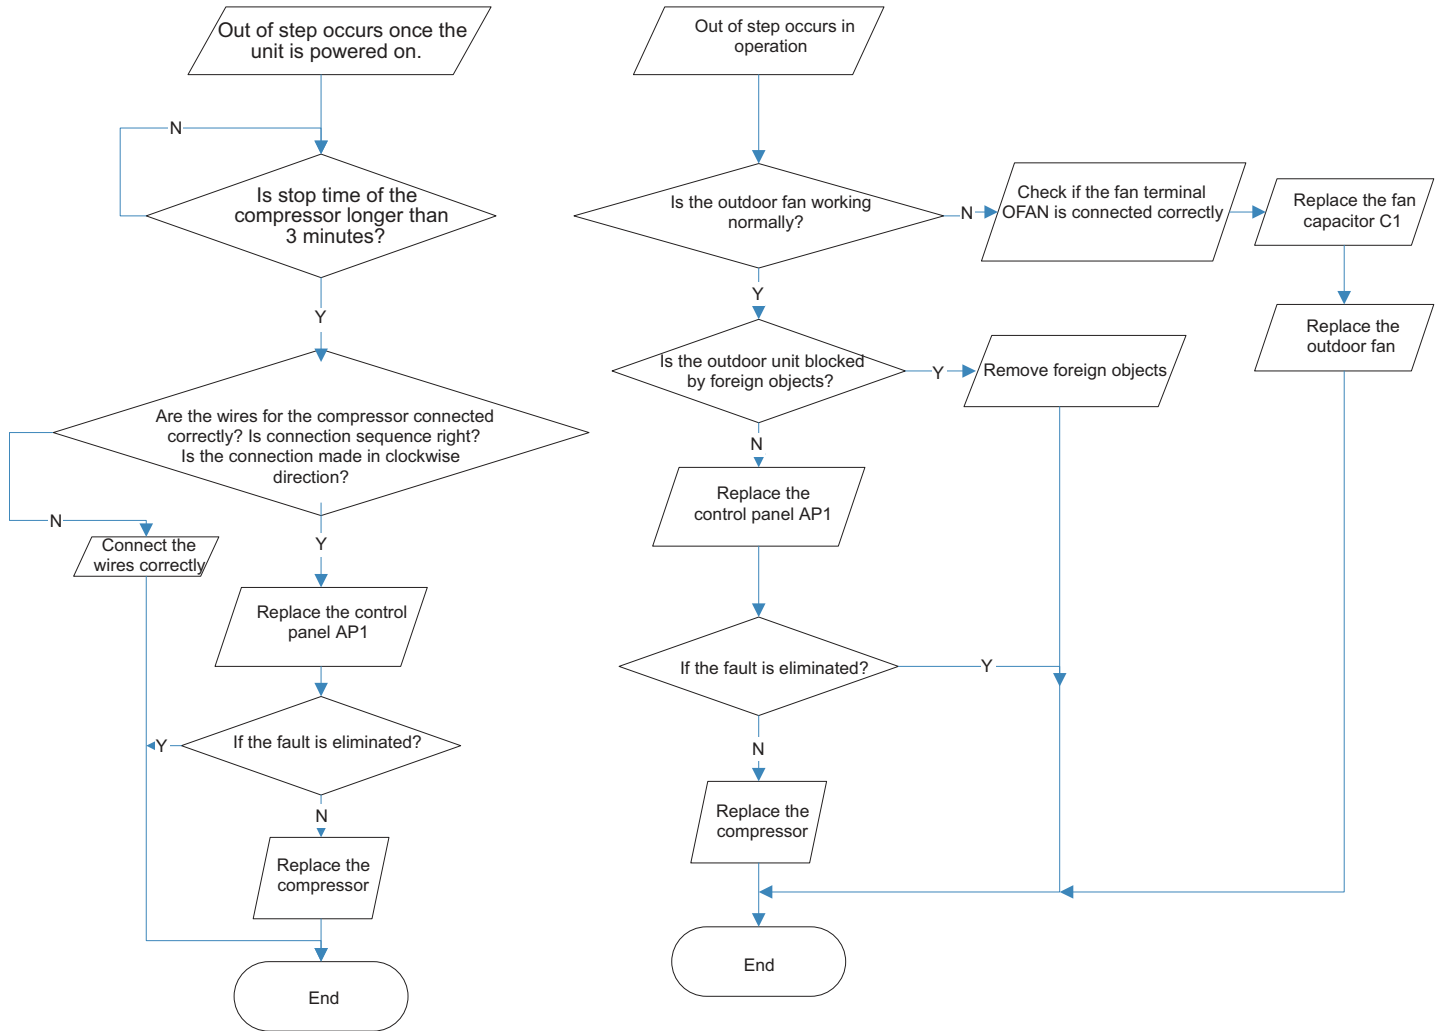 Out of step occurs once the
unit is powered on.
N
Is stop time of the
compressor longer than
3 minutes?
Y
Are the wires for the compressor connected
correctly? Is connection sequence right?
Is the connection made in clockwise
direction?
N
Connect the
wires correctly
Y
Replace the control
panel AP1
If the fault is eliminated?
Y
N
Replace the
compressor
End
Out of step occurs in
operation
Is the outdoor fan working
normally?
N
Check if the fan terminal
OFAN is connected correctly
Replace the fan
capacitor C1
Replace the
outdoor fan
Y
Is the outdoor unit blocked
by foreign objects?
Y
Remove foreign objects
N
Replace the
control panel AP1
If the fault is eliminated?
Y
N
Replace the
compressor
End